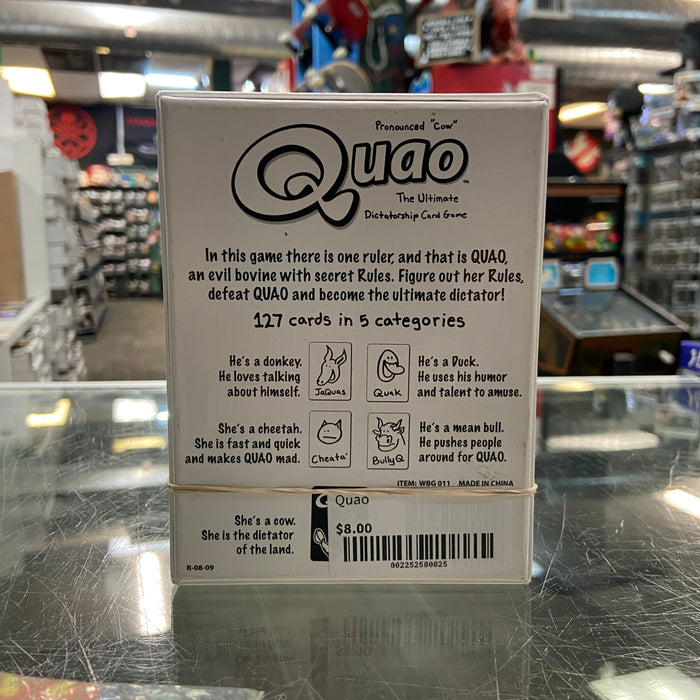 Pronounced "Cow"
Quao™
The Ultimate
Dictatorship Card Game
In this game there is one ruler, and that is QUAO,
an evil bovine with secret Rules. Figure out her Rules,
defeat QUAO and become the ultimate dictator!
127 cards in 5 categories
He's a donkey.
He loves talking
about himself.
JaQuas
Quak
He's a Duck.
He uses his humor
and talent to amuse.
She's a cheetah.
She is fast and quick
and makes QUAO mad.
Cheata'
BullyQ
He's a mean bull.
He pushes people
around for QUAO.
ITEM: WBG 011 MADE IN CHINA
She's a cow.
She is the dictator
of the land.
R-08-09
Quao
$8.00
002252500025